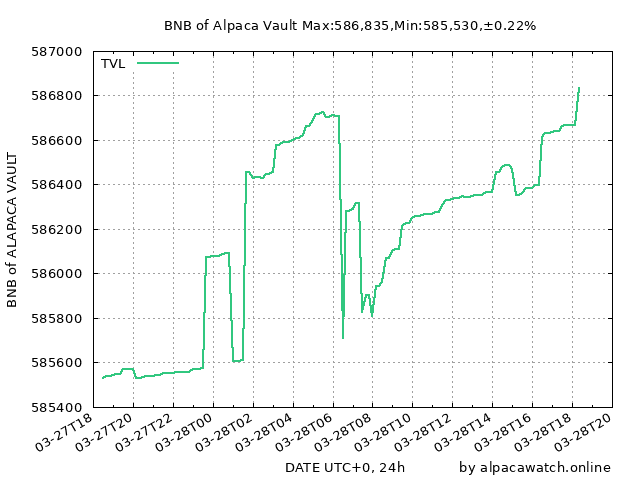 BNB of Alpaca Vault Max:586,835,Min:585,530,±0.22%
TVL
587000
586800
586600
586400
586200
586000
585800
585600
585400
BNB of ALAPACA VAULT
03-27T18
03-27T20
03-27T22
03-28T00
03-28T02
03-28T04
03-28T06
03-28T08
03-28T10
03-28T12
03-28T14
03-28T16
03-28T18
03-28T20
DATE UTC+0, 24h
by alpacawatch.online